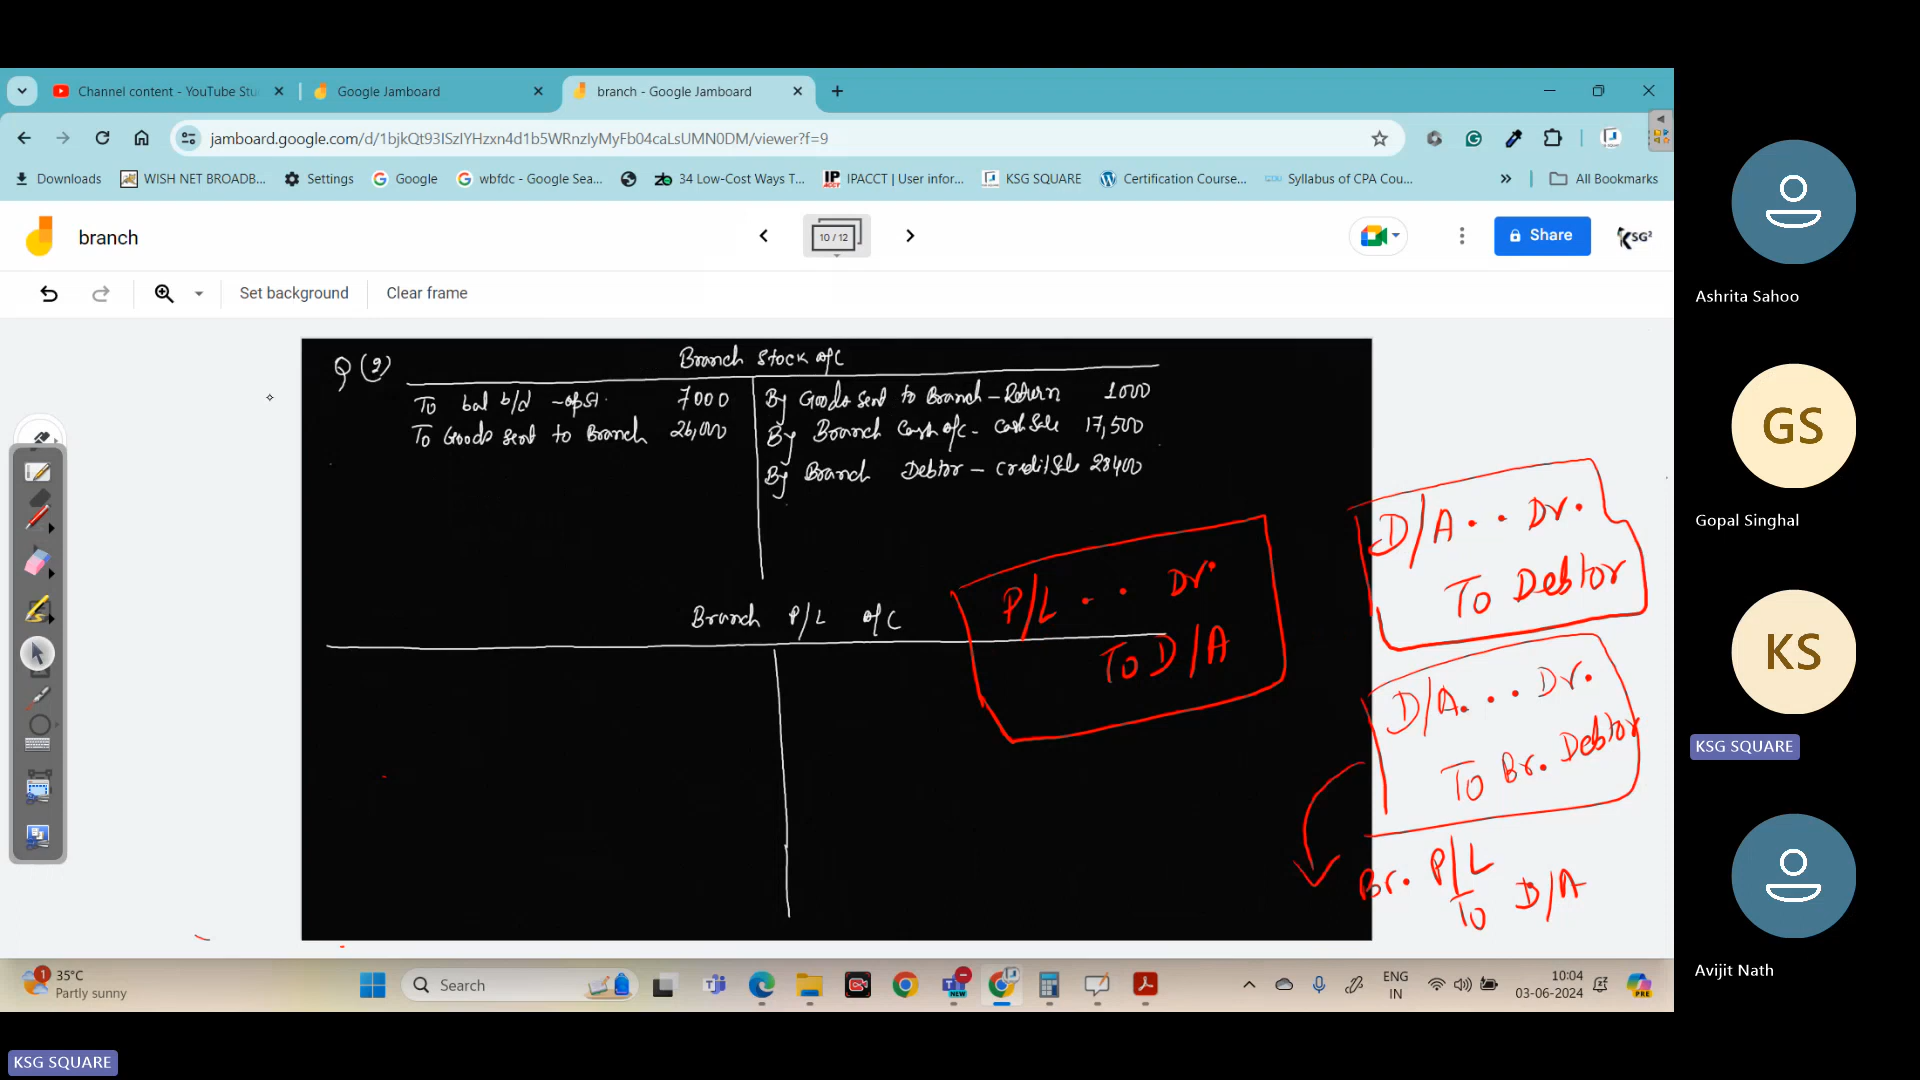 Channel content - YouTube Stu
Google Jamboard
branch - Google Jamboard
jamboard.google.com/d/1bjkQt93ISzIYHzxn4d1b5WRnzIyMyFb04caLsUMN0DM/viewer?f=9
Downloads
WISH NET BROADB...
Settings
Google
wbfdc - Google Sea...
34 Low-Cost Ways T...
IPACCT | User infor...
KSG SQUARE
Certification Course...
Syllabus of CPA Cou...
All Bookmarks
branch
10 / 12
Share
KSG²
Set background
Clear frame
Q (2)
Branch Stock A/C
To bal b/d - op St. 7000
To Goods sent to Branch 26,000
By Goods sent to Branch - Return 1000
By Branch Cash A/C - Cash Sale 17,500
By Branch Debtor - Credit Sale 28400
Branch P/L A/C
P/L . . Dr.
To D/A
D/A . . Dr.
To Debtor
D/A . . . Dr.
To Br. Debtor
Br. P/L
To D/A
Ashrita Sahoo
GS
Gopal Singhal
KS
KSG SQUARE
Avijit Nath
1
35°C
Partly sunny
Search
NEW
ENG
IN
10:04
03-06-2024
PRE
KSG SQUARE